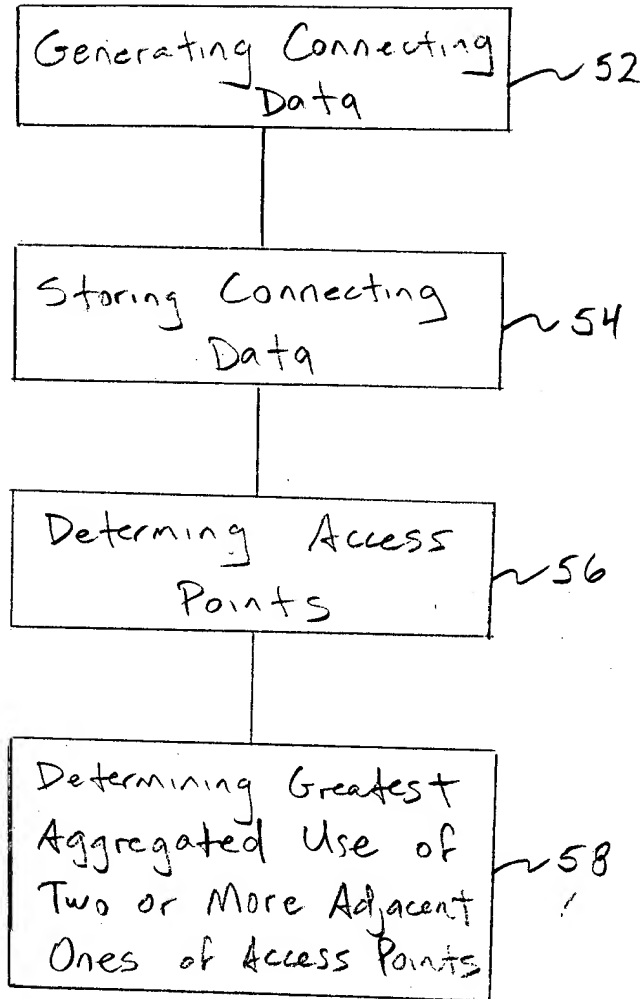 Generating Connecting
Data
52
Storing Connecting
Data
54
Determing Access
Points
56
Determining Greatest
Aggregated Use of
Two or More Adjacent
Ones of Access Points
58